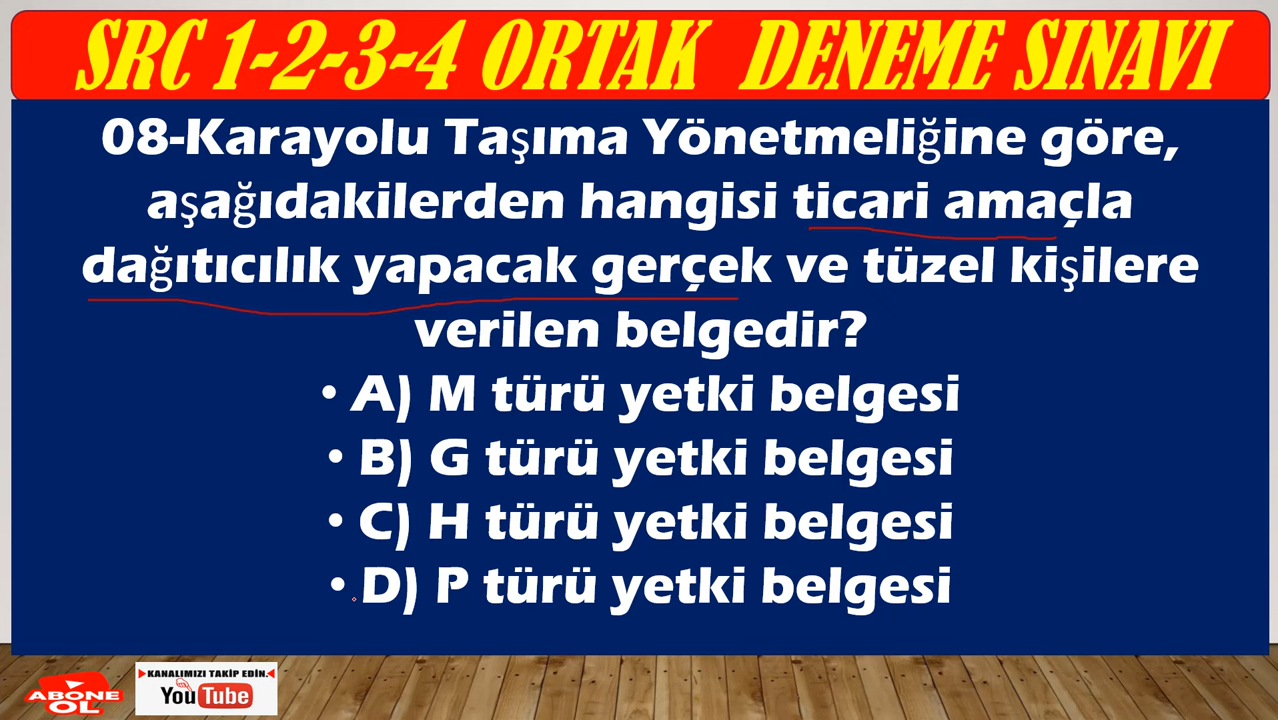 SRC 1-2-3-4 ORTAK DENEME SINAVI
08-Karayolu Taşıma Yönetmeliğine göre,
aşağıdakilerden hangisi ticari amaçla
dağıtıcılık yapacak gerçek ve tüzel kişilere
verilen belgedir?
• A) M türü yetki belgesi
• B) G türü yetki belgesi
• C) H türü yetki belgesi
• D) P türü yetki belgesi
ABONE
OL
KANALIMIZI TAKİP EDİN.
YouTube